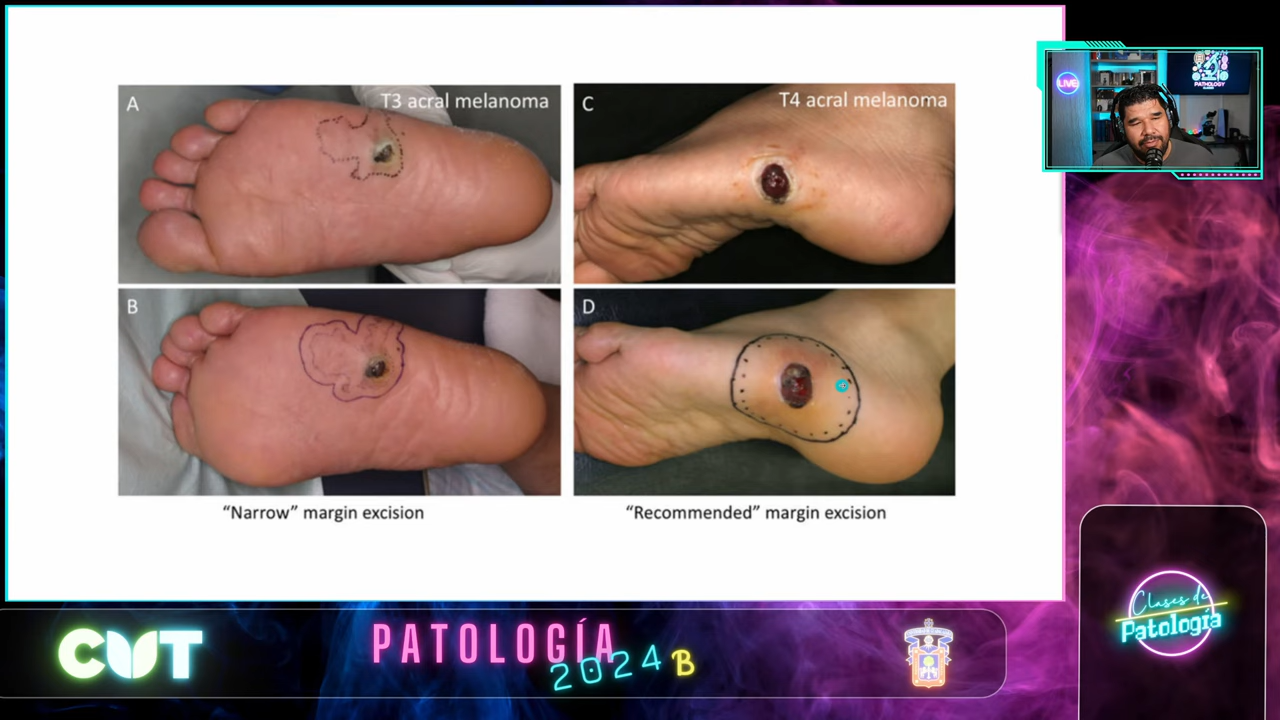 A
T3 acral melanoma
C
T4 acral melanoma
B
D
"Narrow" margin excision
"Recommended" margin excision
LIVE
PATHOLOGY
CUT
PATOLOGÍA
2024 B
Clases de
Patología